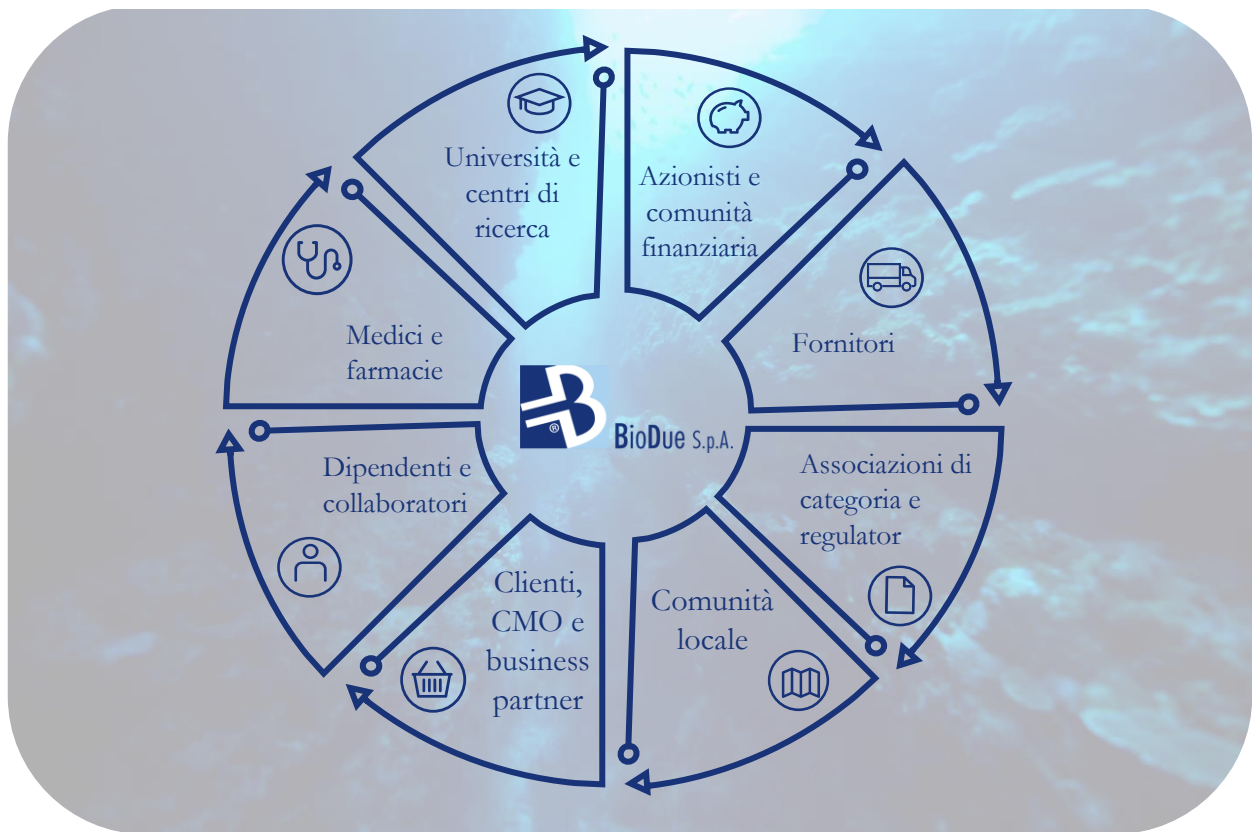 Università e
centri di
ricerca
Azionisti e
comunità
finanziaria
Fornitori
Associazioni di
categoria e
regulator
Comunità
locale
Clienti,
CMO e
business
partner
Dipendenti e
collaboratori
Medici e
farmacie
B
®
BioDue S.p.A.